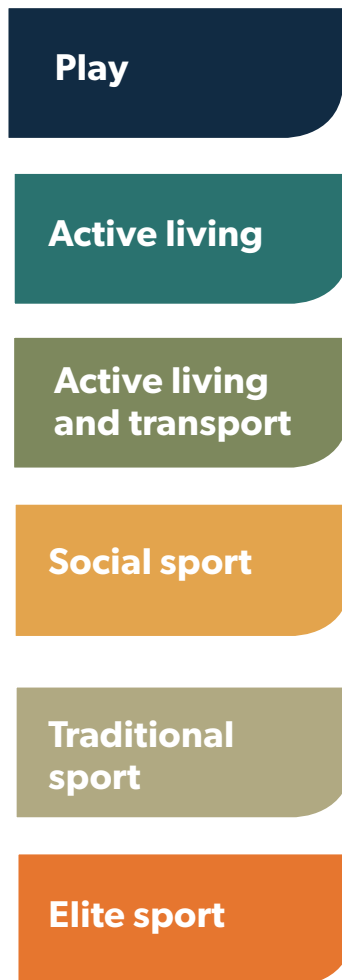 Play
Active living
Active living
and transport
Social sport
Traditional
sport
Elite sport